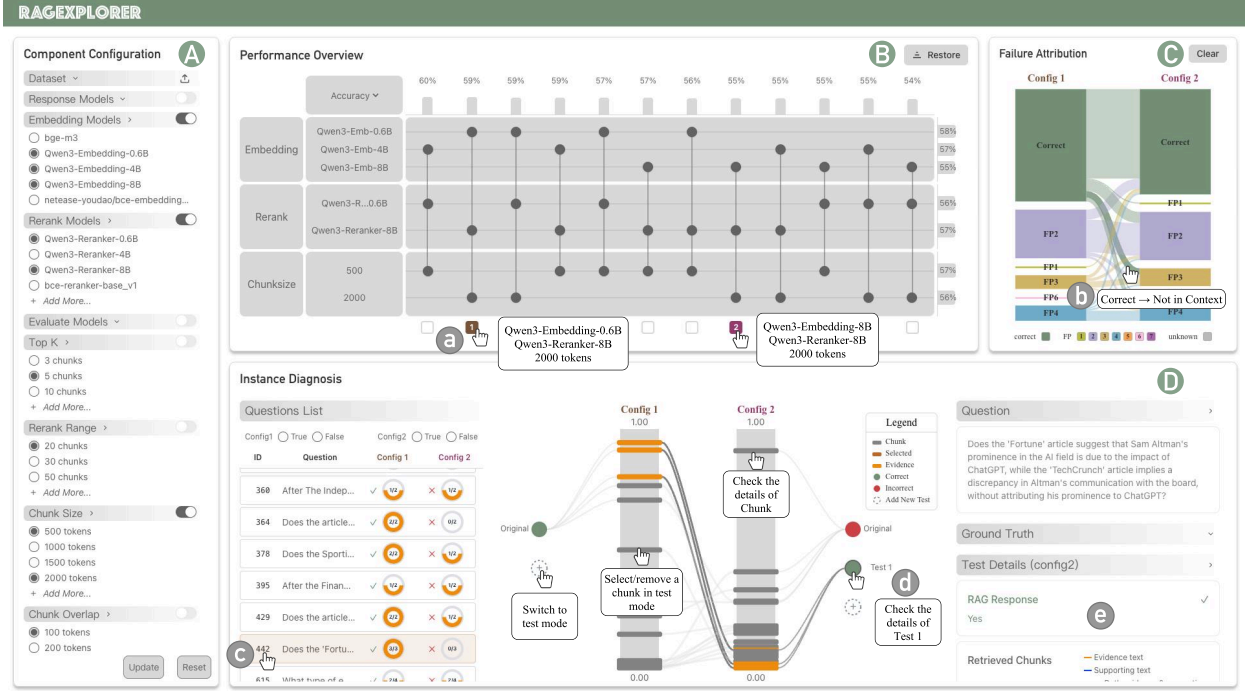 RAGEXPLORER
Component Configuration
A
Dataset
Response Models
Embedding Models
bge-m3
Qwen3-Embedding-0.6B
Qwen3-Embedding-4B
Qwen3-Embedding-8B
netease-youdao/bce-embedding...
Rerank Models
Qwen3-Reranker-0.6B
Qwen3-Reranker-4B
Qwen3-Reranker-8B
bce-reranker-base_v1
+ Add More...
Evaluate Models
Top K
3 chunks
5 chunks
10 chunks
+ Add More...
Rerank Range
20 chunks
30 chunks
50 chunks
+ Add More...
Chunk Size
500 tokens
1000 tokens
1500 tokens
2000 tokens
+ Add More...
Chunk Overlap
100 tokens
200 tokens
Update
Reset
Performance Overview
B
Restore
60% 59% 59% 59% 57% 57% 56% 55% 55% 55% 55% 54%
Accuracy
Embedding
Qwen3-Emb-0.6B
58%
Qwen3-Emb-4B
57%
Qwen3-Emb-8B
55%
Rerank
Qwen3-R...0.6B
56%
Qwen3-Reranker-8B
57%
Chunksize
500
57%
2000
56%
a
1
Qwen3-Embedding-0.6B
Qwen3-Reranker-8B
2000 tokens
2
Qwen3-Embedding-8B
Qwen3-Reranker-8B
2000 tokens
Failure Attribution
C
Clear
Config 1
Config 2
Correct
FP2
FP1
FP3
FP6
FP4
Correct
FP1
FP2
FP3
FP4
b
Correct → Not in Context
correct FP 1 2 3 4 5 6 7 unknown
Instance Diagnosis
D
Questions List
Config1 True False Config2 True False
ID Question Config 1 Config 2
360 After The Indep... ✓ 1/2 × 1/2
364 Does the article... ✓ 2/2 × 0/2
378 Does the Sporti... ✓ 2/2 × 1/2
395 After the Finan... ✓ 1/2 × 1/2
429 Does the article... ✓ 2/2 × 1/2
c
442 Does the 'Fortu... ✓ 2/3 × 0/3
615 What type of e
Config 1
1.00
Config 2
1.00
Original
Switch to
test mode
Select/remove a
chunk in test
mode
Check the
details of
Chunk
0.00
0.00
Legend
Chunk
Selected
Evidence
Correct
Incorrect
Add New Test
Original
Test 1
d
Check the
details of
Test 1
Question
Does the 'Fortune' article suggest that Sam Altman's
prominence in the AI field is due to the impact of
ChatGPT, while the 'TechCrunch' article implies a
discrepancy in Altman's communication with the board,
without attributing his prominence to ChatGPT?
Ground Truth
Test Details (config2)
RAG Response
✓
Yes
e
Retrieved Chunks
Evidence text
Supporting text